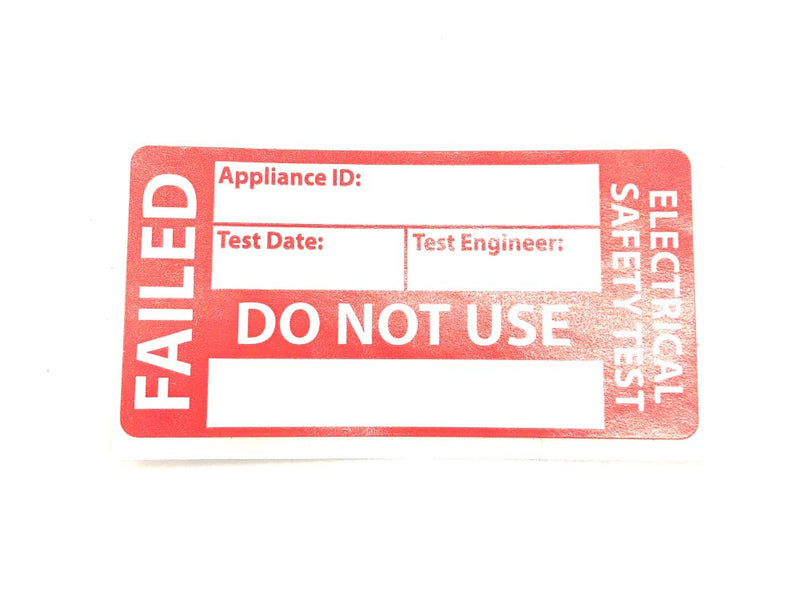 FAILED
Appliance ID:
Test Date:
Test Engineer:
DO NOT USE
ELECTRICAL
SAFETY TEST